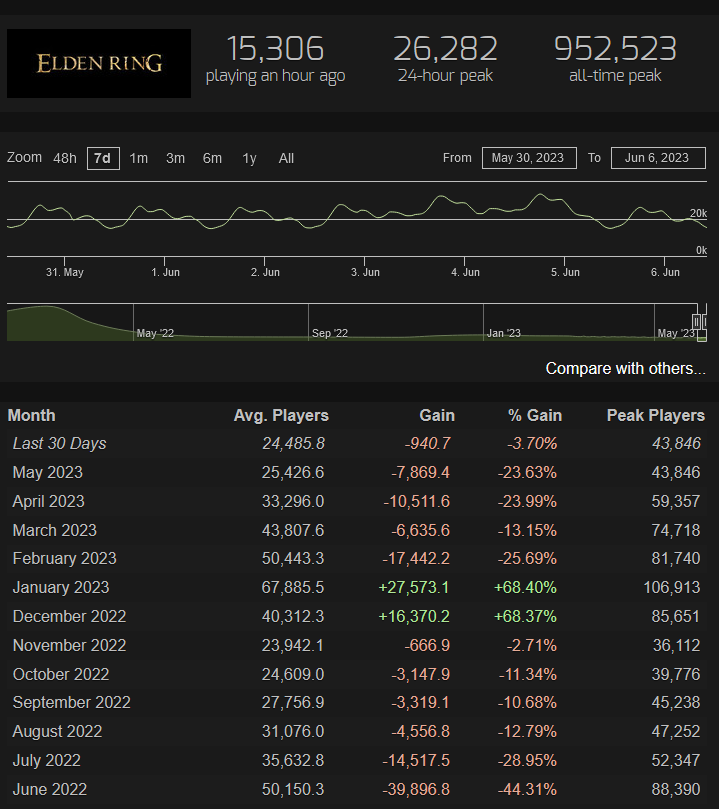 ELDEN RING
15,306 26,282 952,523
playing an hour ago 24-hour peak all-time peak
Zoom 48h 7d 1m 3m 6m 1y All From May 30, 2023 To Jun 6, 2023
20k
0k
31. May 1. Jun 2. Jun 3. Jun 4. Jun 5. Jun 6. Jun
May '22 Sep '22 Jan '23 May '23
Compare with others...
Month Avg. Players Gain % Gain Peak Players
Last 30 Days 24,485.8 -940.7 -3.70% 43,846
May 2023 25,426.6 -7,869.4 -23.63% 43,846
April 2023 33,296.0 -10,511.6 -23.99% 59,357
March 2023 43,807.6 -6,635.6 -13.15% 74,718
February 2023 50,443.3 -17,442.2 -25.69% 81,740
January 2023 67,885.5 +27,573.1 +68.40% 106,913
December 2022 40,312.3 +16,370.2 +68.37% 85,651
November 2022 23,942.1 -666.9 -2.71% 36,112
October 2022 24,609.0 -3,147.9 -11.34% 39,776
September 2022 27,756.9 -3,319.1 -10.68% 45,238
August 2022 31,076.0 -4,556.8 -12.79% 47,252
July 2022 35,632.8 -14,517.5 -28.95% 52,347
June 2022 50,150.3 -39,896.8 -44.31% 88,390